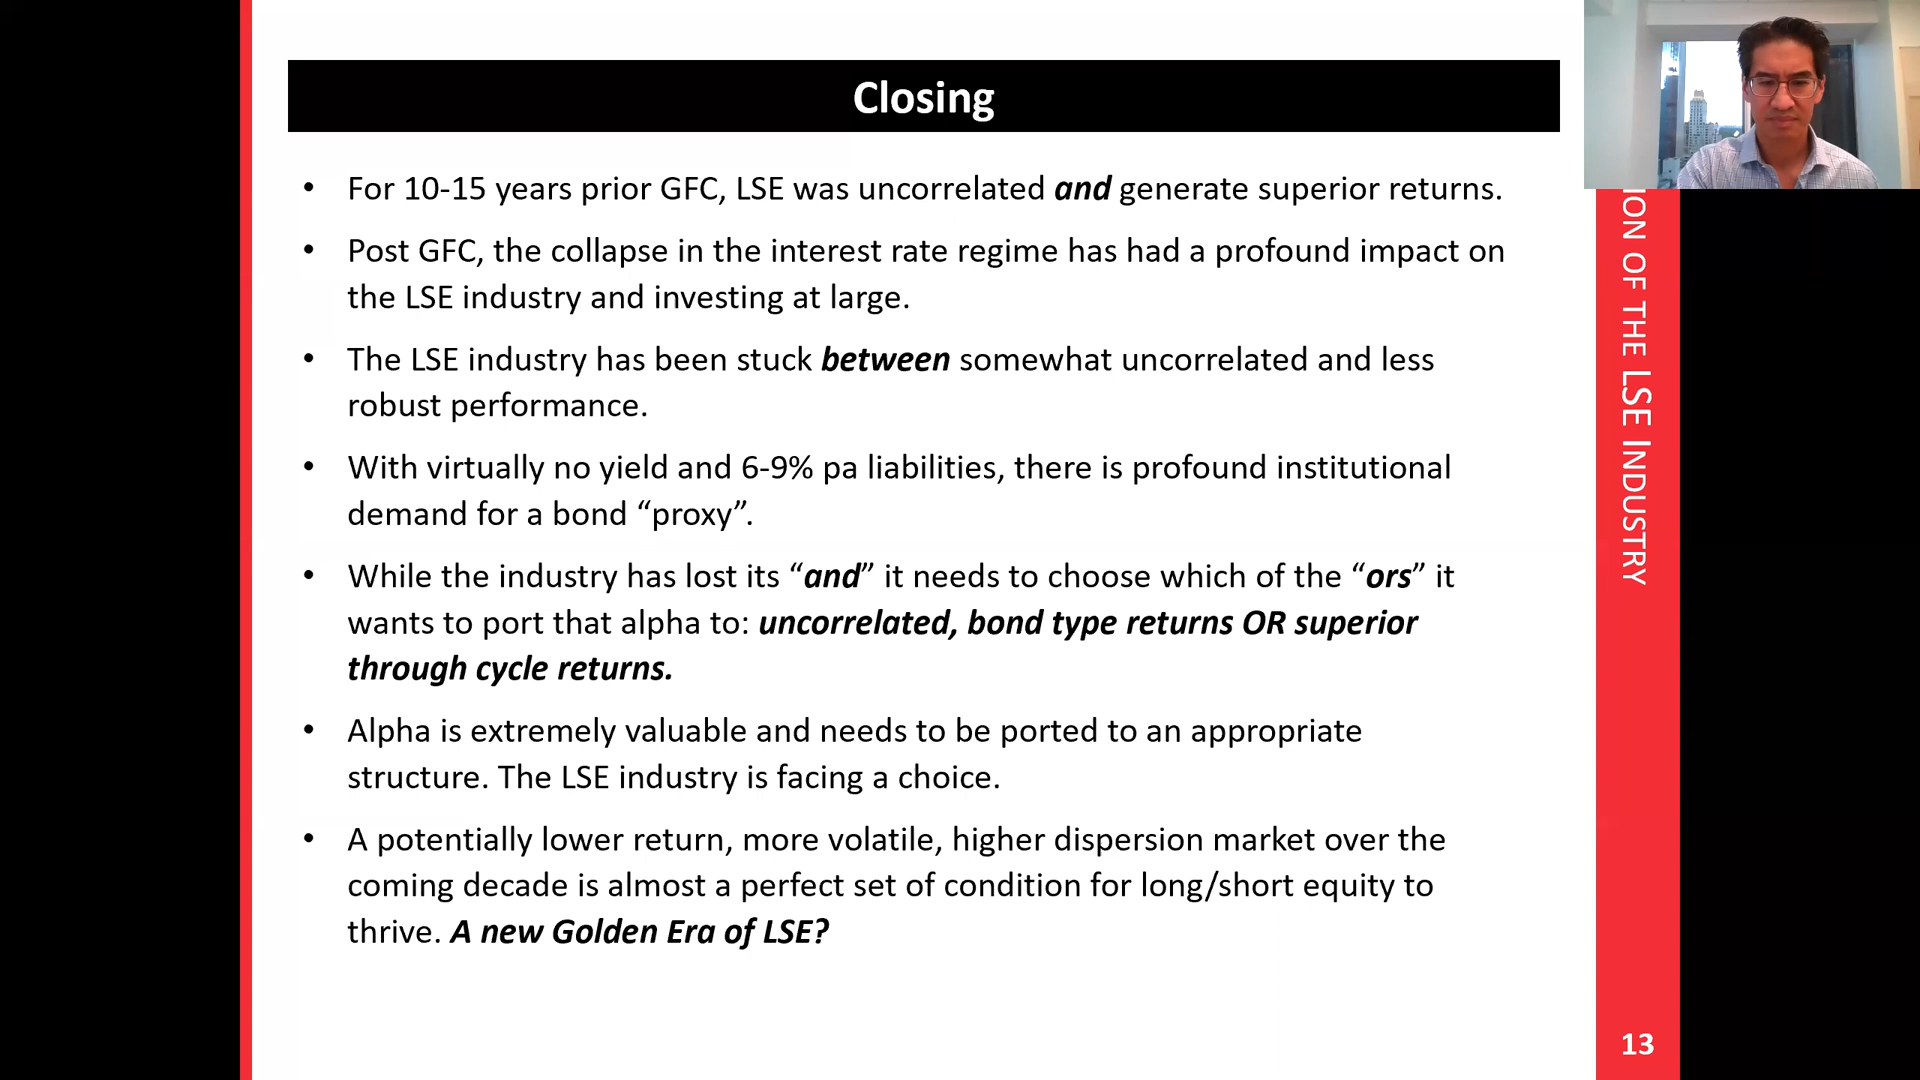 Closing
• For 10-15 years prior GFC, LSE was uncorrelated and generate superior returns.
• Post GFC, the collapse in the interest rate regime has had a profound impact on
the LSE industry and investing at large.
• The LSE industry has been stuck between somewhat uncorrelated and less
robust performance.
• With virtually no yield and 6-9% pa liabilities, there is profound institutional
demand for a bond “proxy”.
• While the industry has lost its “and” it needs to choose which of the “ors” it
wants to port that alpha to: uncorrelated, bond type returns OR superior
through cycle returns.
• Alpha is extremely valuable and needs to be ported to an appropriate
structure. The LSE industry is facing a choice.
• A potentially lower return, more volatile, higher dispersion market over the
coming decade is almost a perfect set of condition for long/short equity to
thrive. A new Golden Era of LSE?
ION OF THE LSE INDUSTRY
13